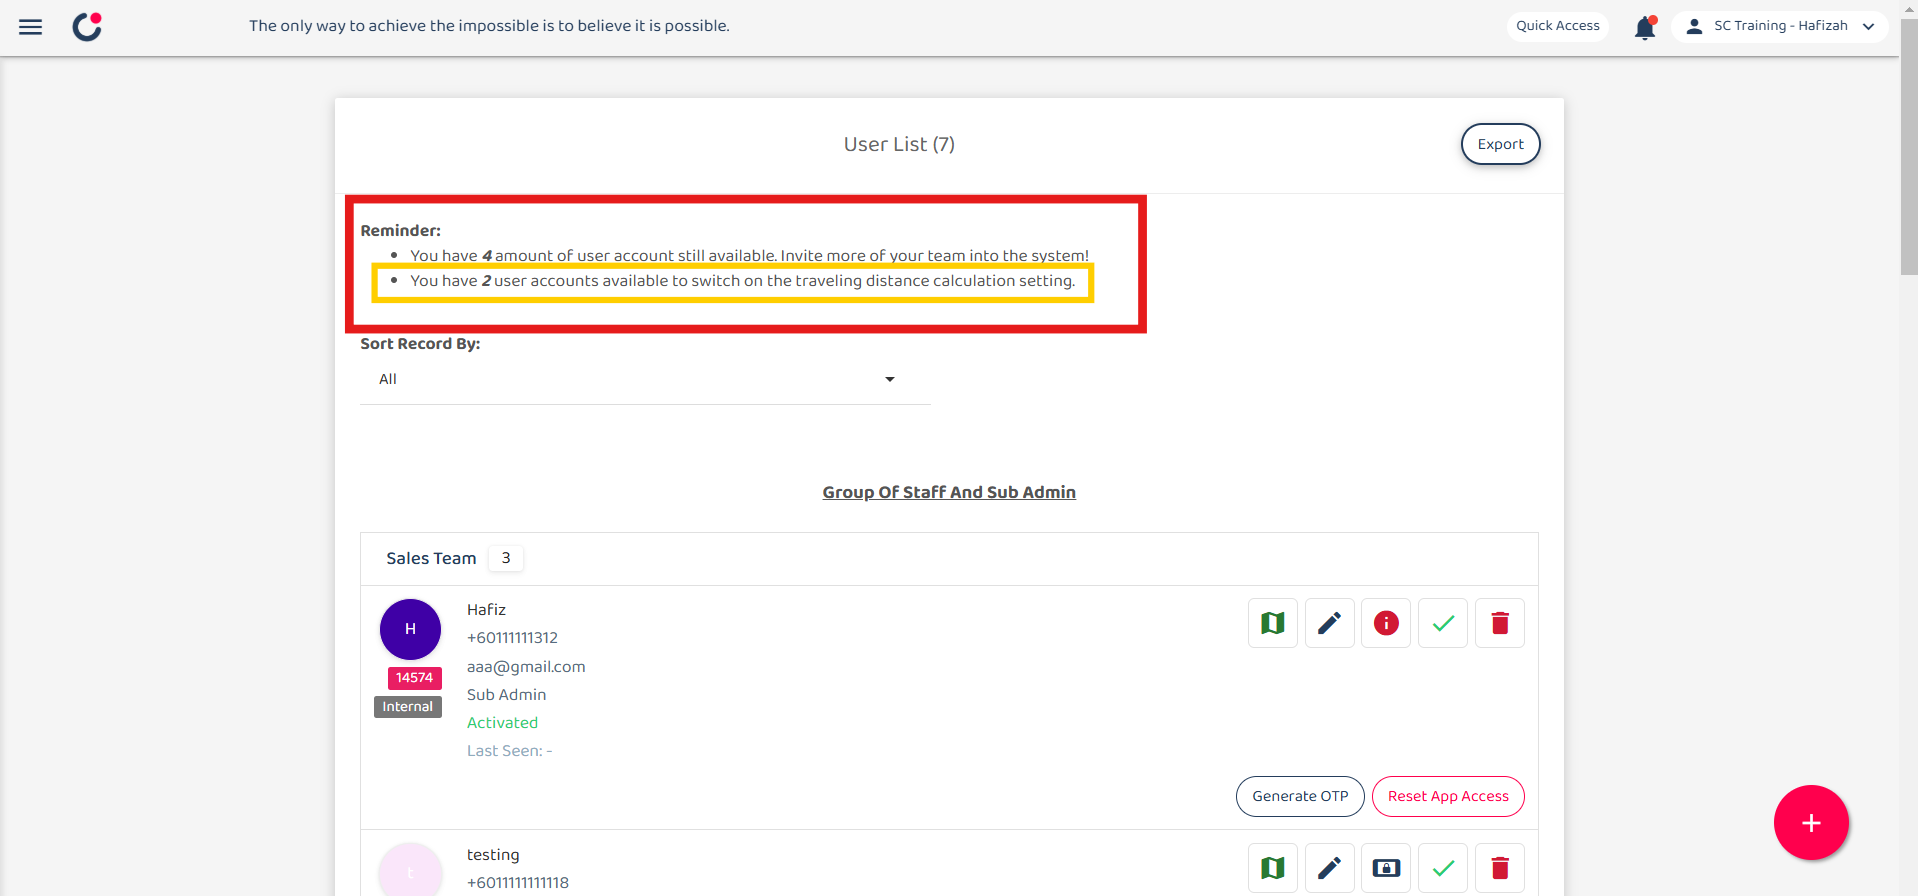 The only way to achieve the impossible is to believe it is possible.
Quick Access
SC Training - Hafizah
User List (7)
Export
Reminder:
You have 4 amount of user account still available. Invite more of your team into the system!
You have 2 user accounts available to switch on the traveling distance calculation setting.
Sort Record By:
All
Group Of Staff And Sub Admin
Sales Team 3
H
14574
Internal
Hafiz
+60111111312
aaa@gmail.com
Sub Admin
Activated
Last Seen: -
Generate OTP
Reset App Access
t
testing
+6011111111118